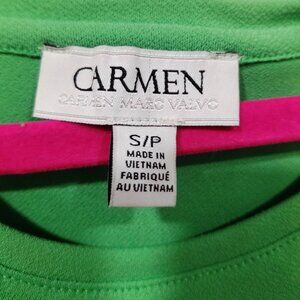 CARMEN
CARMEN MARC VALVO
S/P
MADE IN
VIETNAM
FABRIQUÉ
AU VIETNAM